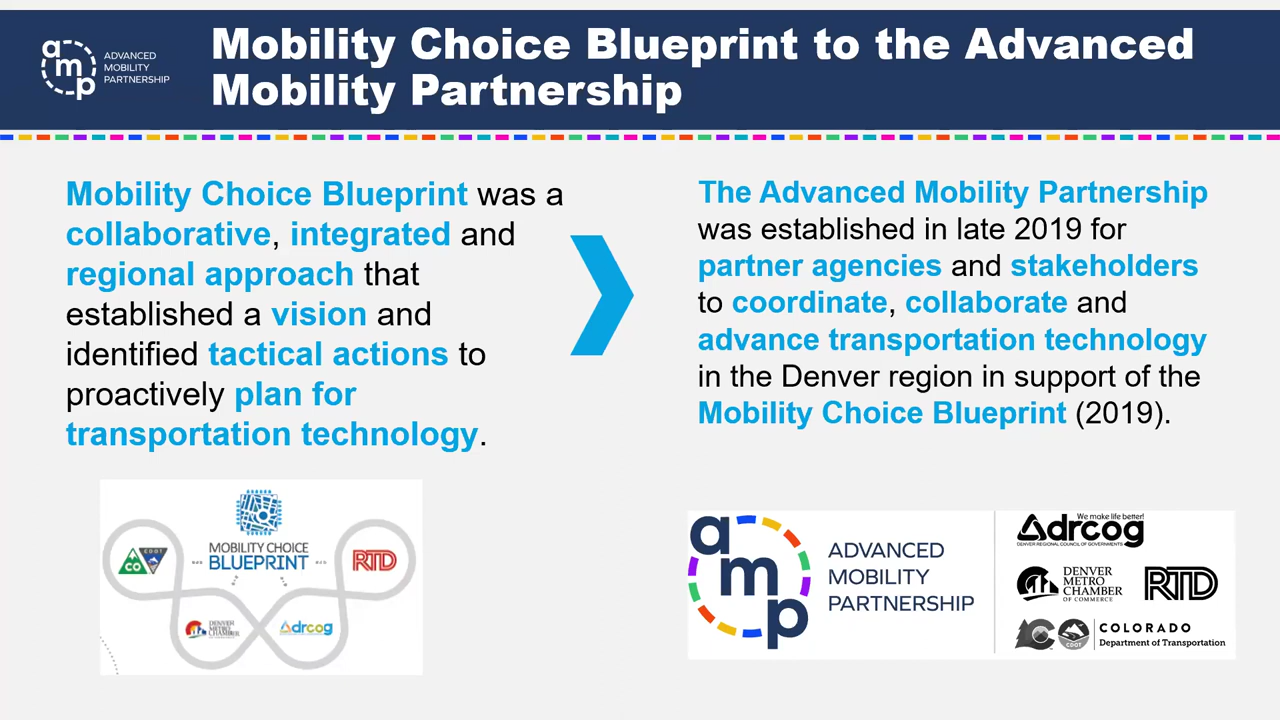 amp
ADVANCED
MOBILITY
PARTNERSHIP
Mobility Choice Blueprint to the Advanced
Mobility Partnership
Mobility Choice Blueprint was a
collaborative, integrated and
regional approach that
established a vision and
identified tactical actions to
proactively plan for
transportation technology.
The Advanced Mobility Partnership
was established in late 2019 for
partner agencies and stakeholders
to coordinate, collaborate and
advance transportation technology
in the Denver region in support of the
Mobility Choice Blueprint (2019).
MOBILITY CHOICE
BLUEPRINT
CO
CDOT
RTD
DENVER
METRO
CHAMBER
drcog
amp
ADVANCED
MOBILITY
PARTNERSHIP
We make life better!
drcog
DENVER REGIONAL COUNCIL OF GOVERNMENTS
DENVER
METRO
CHAMBER
OF COMMERCE
RTD
CDOT
COLORADO
Department of Transportation